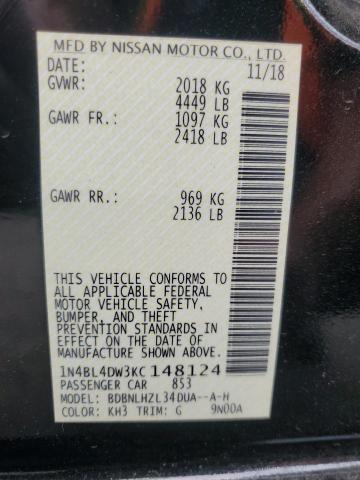 MFD BY NISSAN MOTOR CO., LTD.
DATE: 11/18
GVWR: 2018 KG
4449 LB
GAWR FR.: 1097 KG
2418 LB
GAWR RR.: 969 KG
2136 LB
THIS VEHICLE CONFORMS TO
ALL APPLICABLE FEDERAL
MOTOR VEHICLE SAFETY,
BUMPER, AND THEFT
PREVENTION STANDARDS IN
EFFECT ON THE DATE OF
MANUFACTURE SHOWN ABOVE.
1N4BL4DW3KC148124
PASSENGER CAR 853
MODEL: BDBNLHZL34DUA--A-H
COLOR: KH3 TRIM: G 9N00A